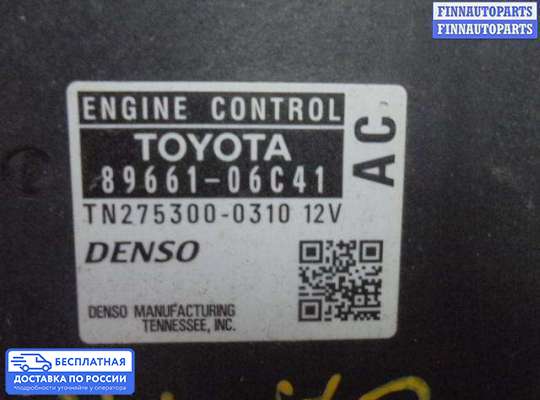 FINNAUTOPARTS
FINNAUTOPARTS
ENGINE CONTROL
TOYOTA
89661-06C41
AC
TN275300-0310 12V
DENSO
DENSO MANUFACTURING
TENNESSEE, INC.
БЕСПЛАТНАЯ
ДОСТАВКА ПО РОССИИ
*подробности уточняйте у оператора